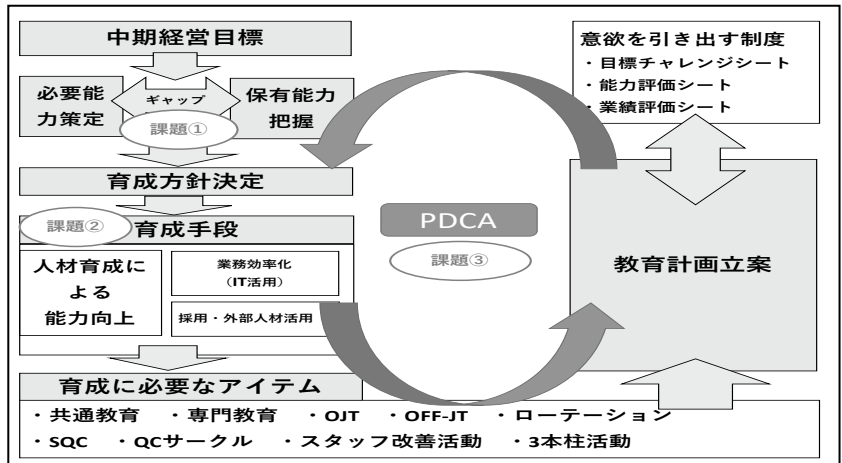 中期経営目標
必要能
力策定
ギャップ
保有能力
把握
課題①
育成方針決定
課題②
育成手段
人材育成に
よる
能力向上
業務効率化
（IT活用）
採用・外部人材活用
育成に必要なアイテム
・共通教育　・専門教育　・OJT　・OFF-JT　・ローテーション
・SQC　・QCサークル　・スタッフ改善活動　・3本柱活動
PDCA
課題③
意欲を引き出す制度
・目標チャレンジシート
・能力評価シート
・業績評価シート
教育計画立案